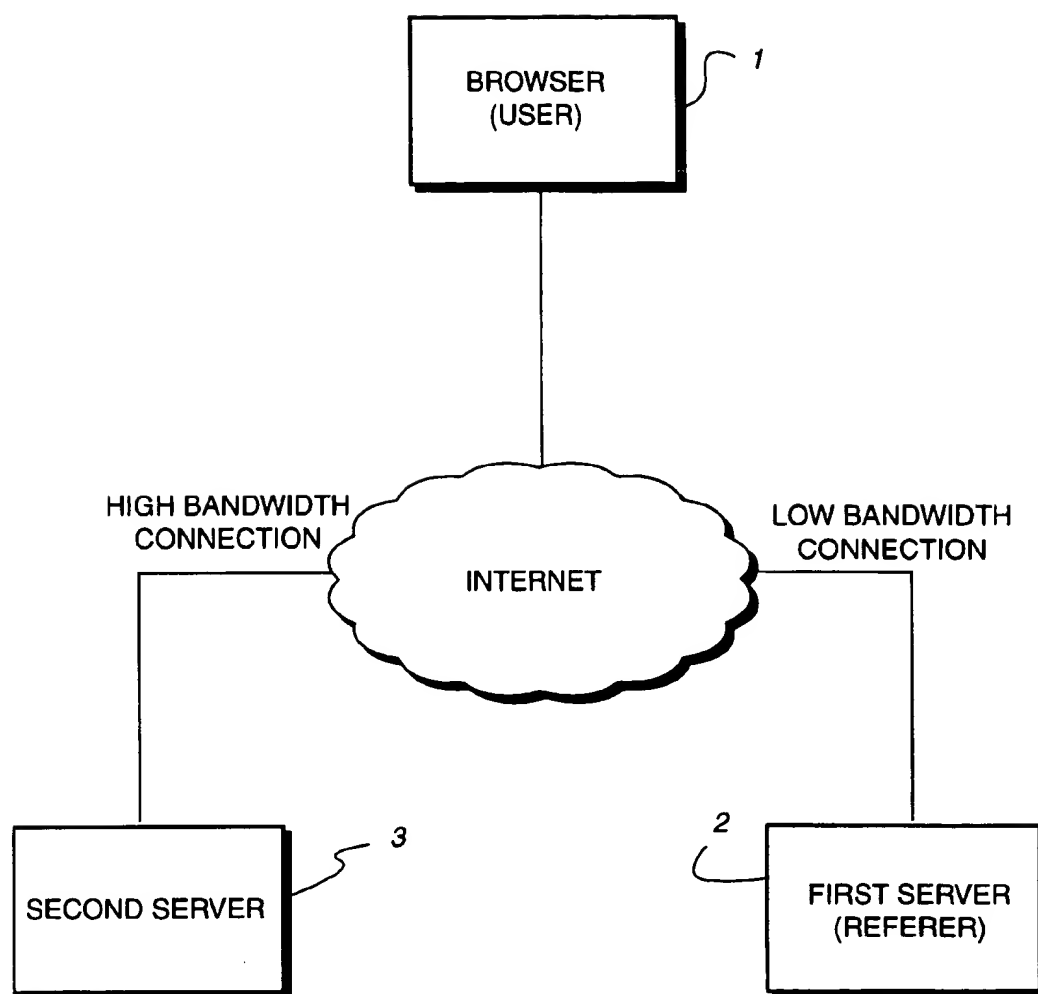 BROWSER
(USER)
1
HIGH BANDWIDTH
CONNECTION
INTERNET
LOW BANDWIDTH
CONNECTION
SECOND SERVER
3
2
FIRST SERVER
(REFERER)